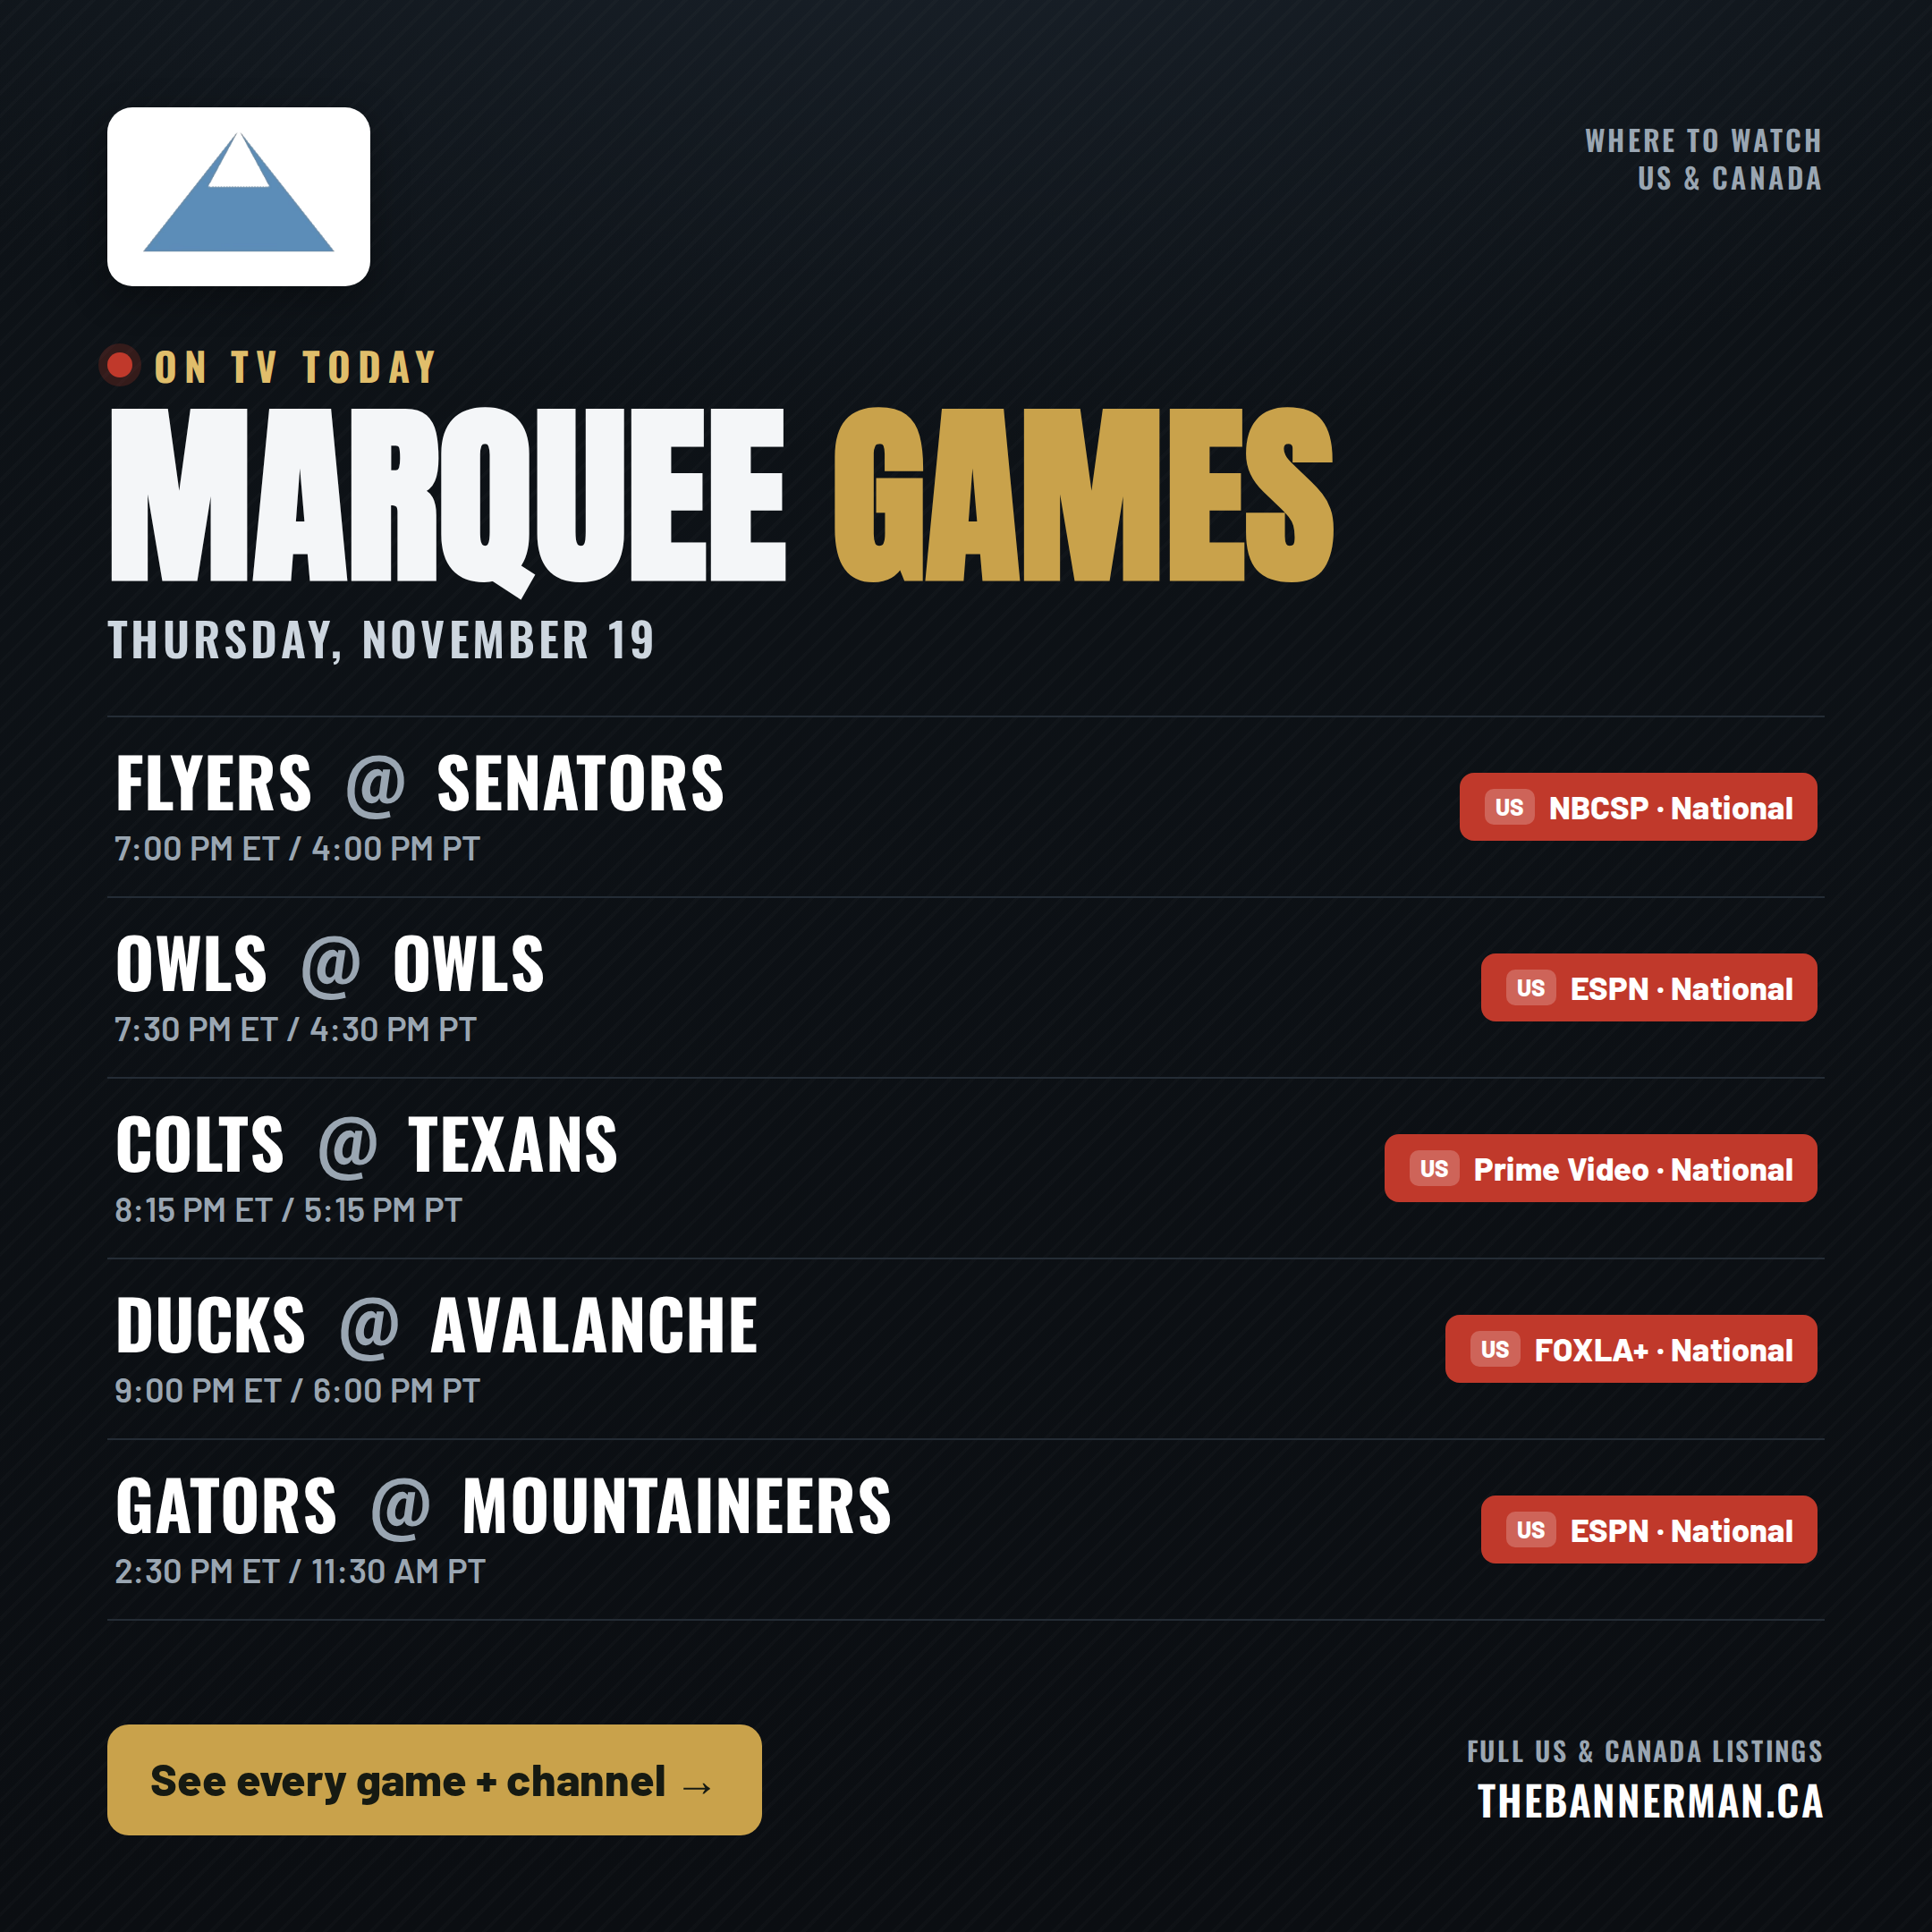 WHERE TO WATCH
US & CANADA
ON TV TODAY
MARQUEE GAMES
THURSDAY, NOVEMBER 19
FLYERS @ SENATORS
7:00 PM ET / 4:00 PM PT
US NBCSP · National
OWLS @ OWLS
7:30 PM ET / 4:30 PM PT
US ESPN · National
COLTS @ TEXANS
8:15 PM ET / 5:15 PM PT
US Prime Video · National
DUCKS @ AVALANCHE
9:00 PM ET / 6:00 PM PT
US FOXLA+ · National
GATORS @ MOUNTAINEERS
2:30 PM ET / 11:30 AM PT
US ESPN · National
See every game + channel →
FULL US & CANADA LISTINGS
THEBANNERMAN.CA